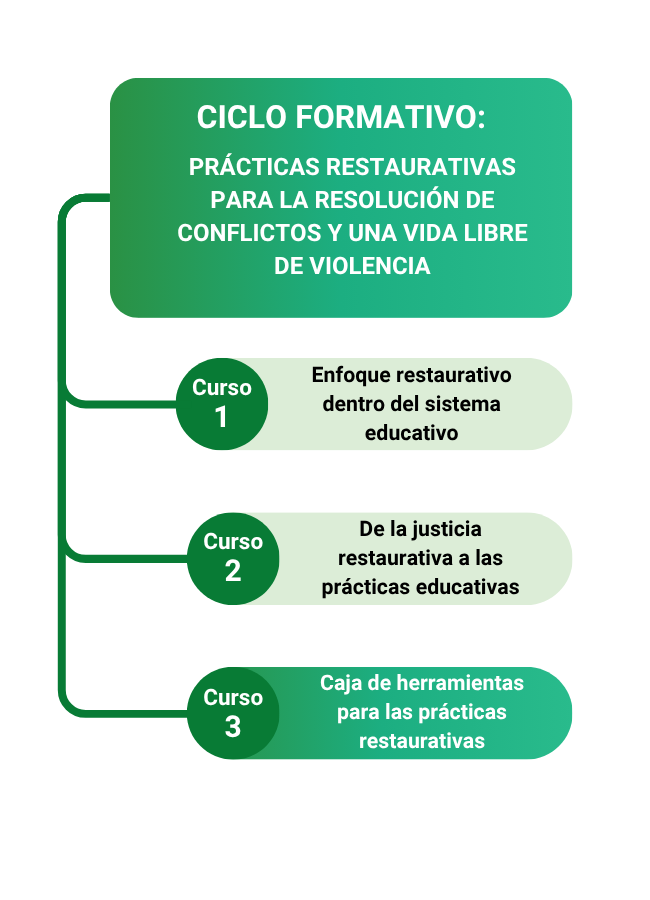 CICLO FORMATIVO:
PRÁCTICAS RESTAURATIVAS
PARA LA RESOLUCIÓN DE
CONFLICTOS Y UNA VIDA LIBRE
DE VIOLENCIA
Curso
1
Enfoque restaurativo
dentro del sistema
educativo
Curso
2
De la justicia
restaurativa a las
prácticas educativas
Curso
3
Caja de herramientas
para las prácticas
restaurativas